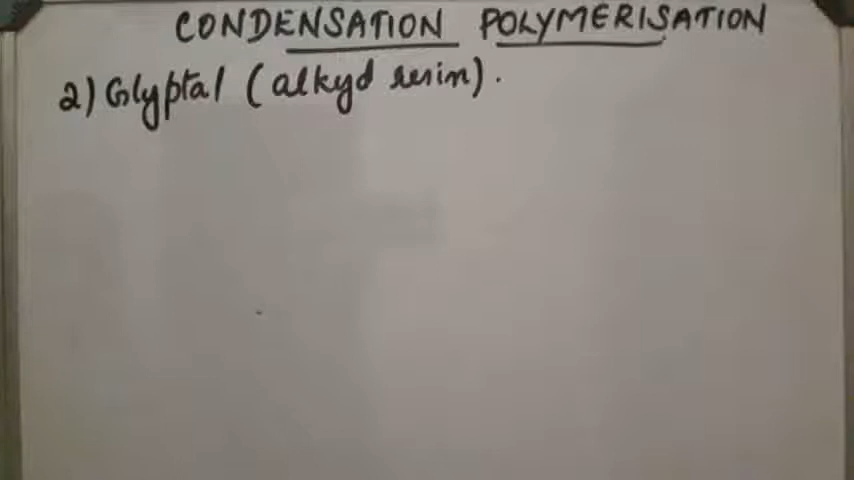 CONDENSATION POLYMERISATION
2) Glyptal (alkyd resin).